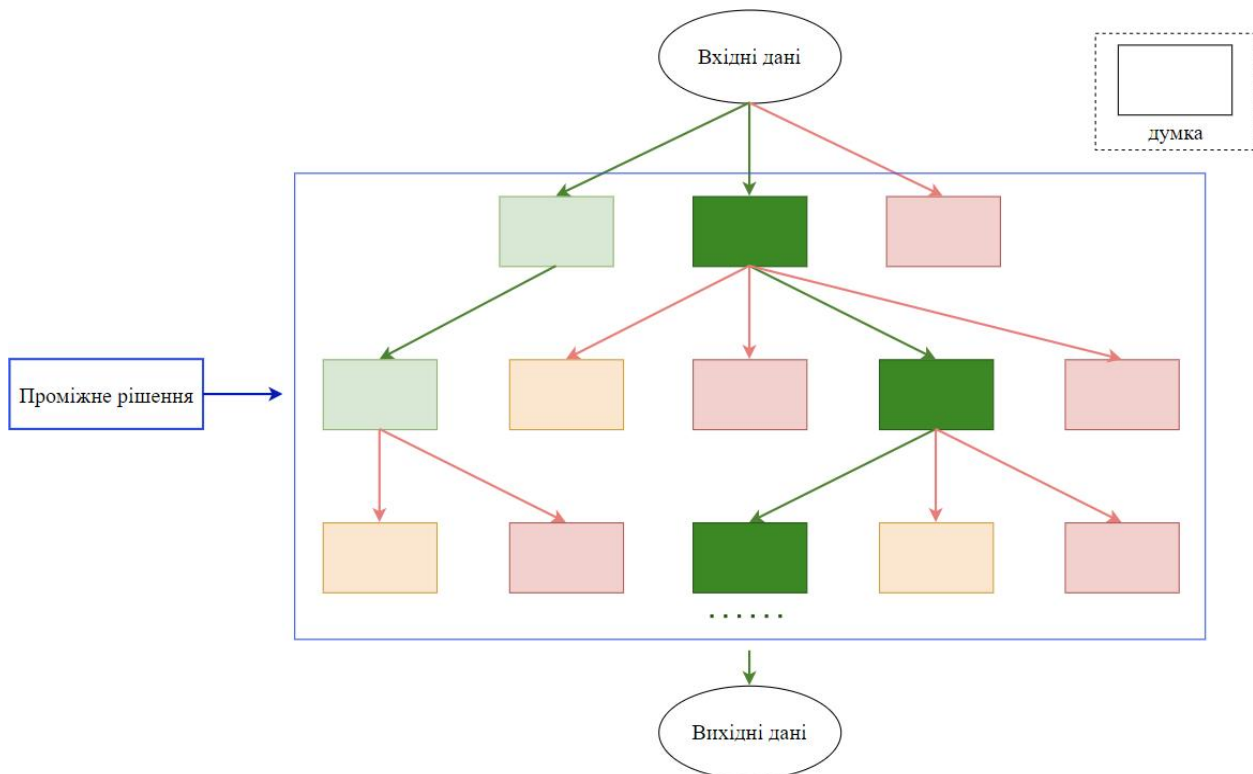 Вхідні дані
думка
Проміжне рішення
......
Вихідні дані